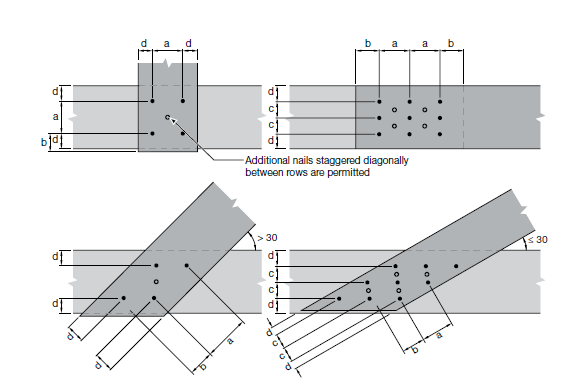 d a d
b a a b
d
a
b d
d
c
c
d
Additional nails staggered diagonally
between rows are permitted
> 30
≤ 30
d
d
d
c
c
d
d
d
b
a
d
c
c
d
b
a